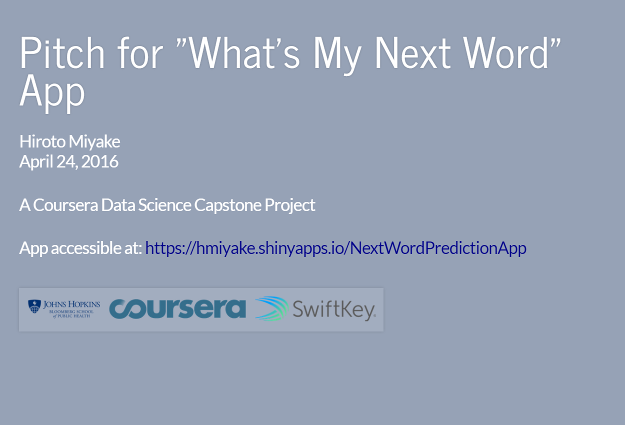 Pitch for "What's My Next Word"
App
Hiroto Miyake
April 24, 2016
A Coursera Data Science Capstone Project
App accessible at: https://hmiyake.shinyapps.io/NextWordPredictionApp
JOHNS HOPKINS
BLOOMBERG SCHOOL
of PUBLIC HEALTH
coursera
SwiftKey.